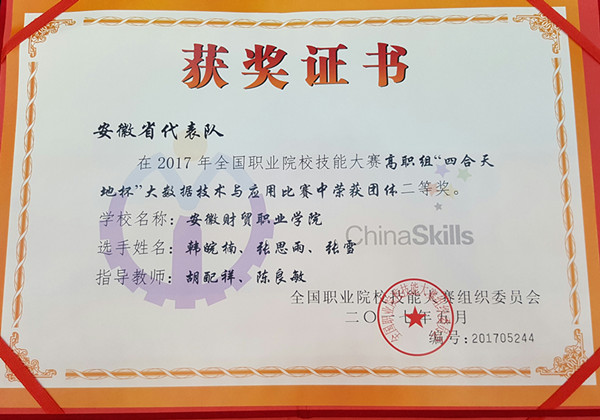 获奖证书
安徽省代表队
在2017年全国职业院校技能大赛高职组“四合天
地杯”大数据技术与应用比赛中荣获团体二等奖。
学校名称：安徽财贸职业学院
ChinaSkills
选手姓名：韩皖楠、张思雨、张雪
指导教师：胡配祥、陈良敏
全国职业院校技能大赛组织委员会
二〇一七年五月
编号:201705244